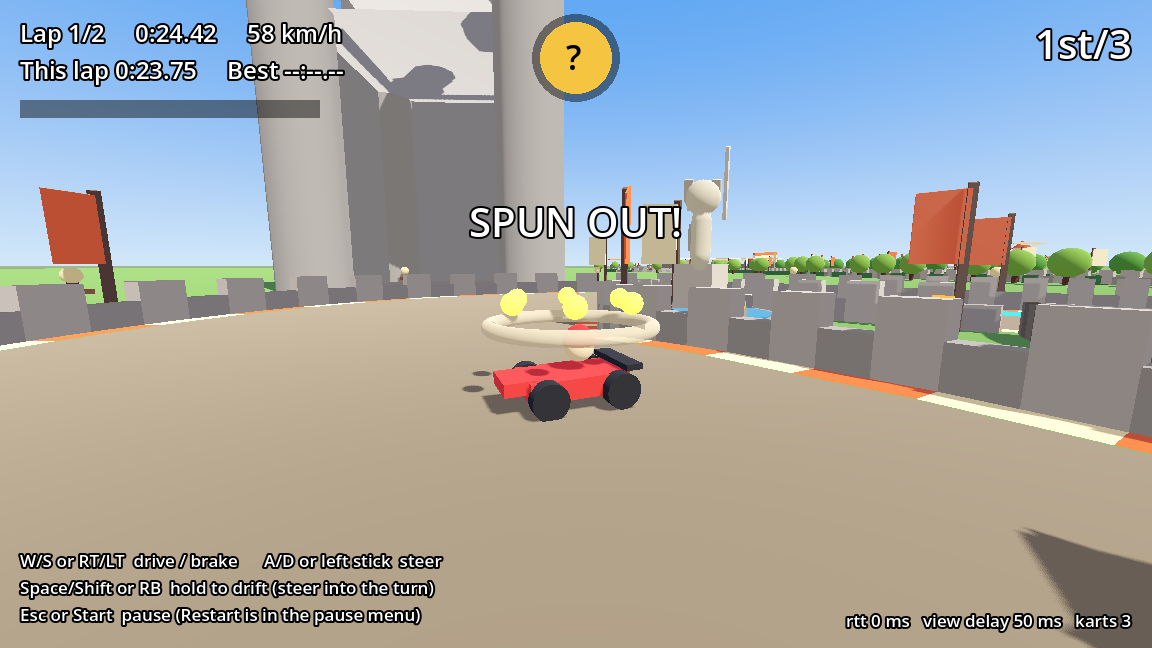 Lap 1/2 0:24.42 58 km/h
This lap 0:23.75 Best --:--.--
?
1st/3
SPUN OUT!
W/S or RT/LT drive / brake A/D or left stick steer
Space/Shift or RB hold to drift (steer into the turn)
Esc or Start pause (Restart is in the pause menu)
rtt 0 ms view delay 50 ms karts 3